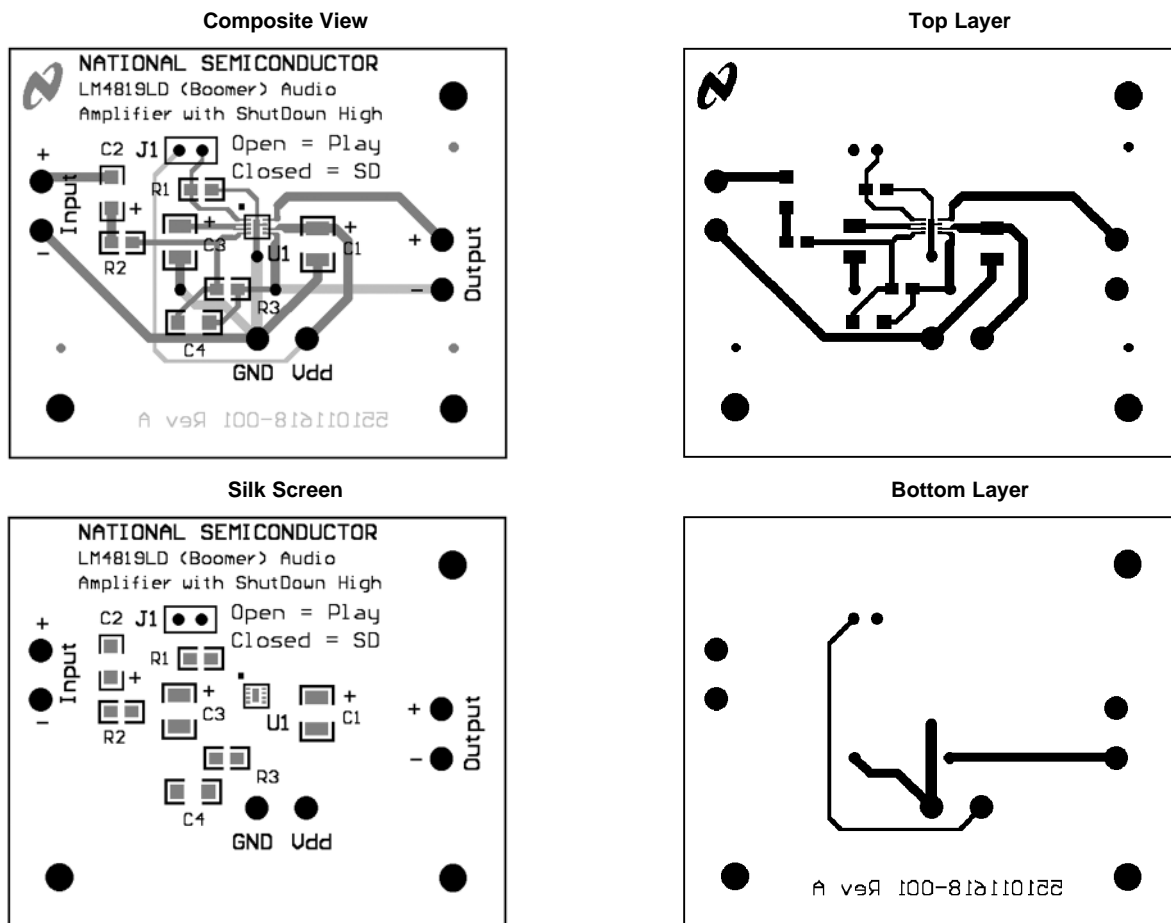 Composite View
NATIONAL SEMICONDUCTOR
LM4819LD (Boomer) Audio
Amplifier with ShutDown High
C2
J1
Open = Play
Closed = SD
+
Input
-
R1
+
R2
+
C3
U1
+
C1
+
-
Output
R3
C4
GND Vdd
551011618-001 Rev A
Top Layer
Silk Screen
NATIONAL SEMICONDUCTOR
LM4819LD (Boomer) Audio
Amplifier with ShutDown High
C2
J1
Open = Play
Closed = SD
+
Input
-
R1
+
R2
+
C3
U1
+
C1
+
-
Output
R3
C4
GND Vdd
Bottom Layer
551011618-001 Rev A